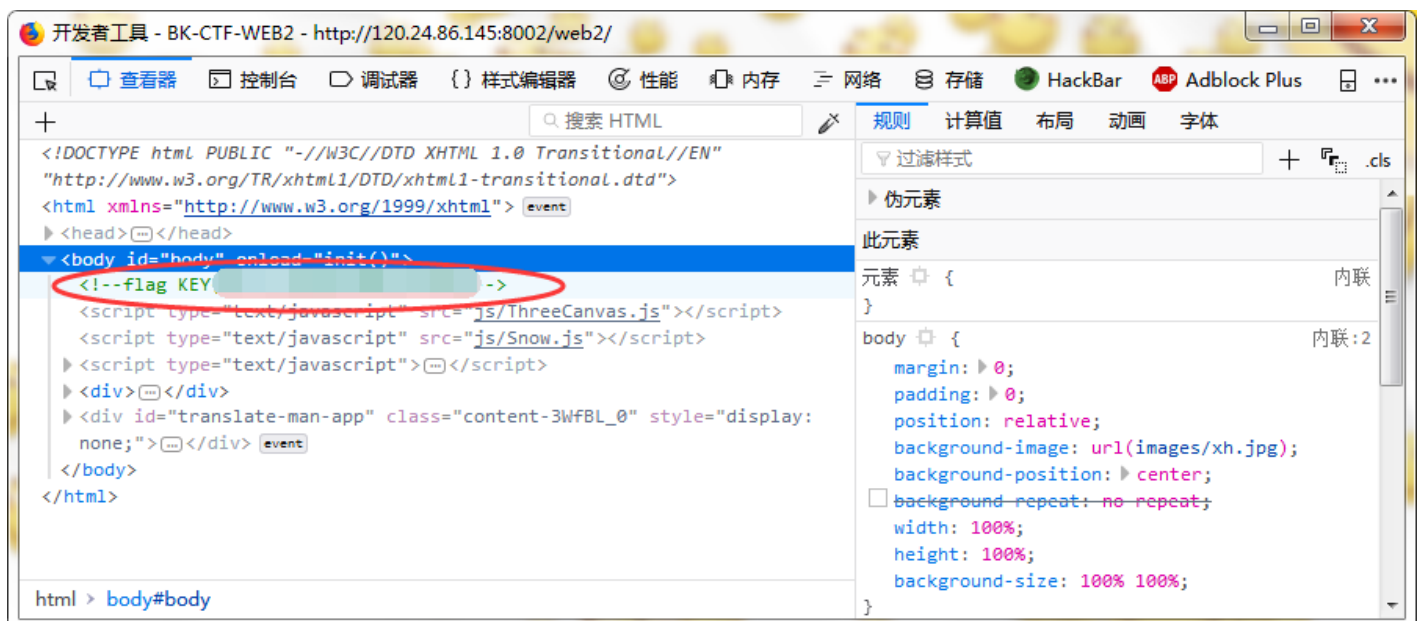 开发者工具 - BK-CTF-WEB2 - http://120.24.86.145:8002/web2/
查看器 控制台 调试器 {} 样式编辑器 性能 内存 网络 存储 HackBar ABP Adblock Plus
+ 搜索 HTML
<!DOCTYPE html PUBLIC "-//W3C//DTD XHTML 1.0 Transitional//EN"
"http://www.w3.org/TR/xhtml1/DTD/xhtml1-transitional.dtd">
<html xmlns="http://www.w3.org/1999/xhtml"> event
<head>…</head>
<body id="body" onload="init()">
<!--flag KEY ->
<script type="text/javascript" src="js/ThreeCanvas.js"></script>
<script type="text/javascript" src="js/Snow.js"></script>
<script type="text/javascript">…</script>
<div>…</div>
<div id="translate-man-app" class="content-3WfBL_0" style="display:
none;">…</div> event
</body>
</html>
html > body#body
规则 计算值 布局 动画 字体
过滤样式 + .cls
伪元素
此元素
元素 { 内联
}
body { 内联:2
margin: 0;
padding: 0;
position: relative;
background-image: url(images/xh.jpg);
background-position: center;
background-repeat: no-repeat;
width: 100%;
height: 100%;
background-size: 100% 100%;
}